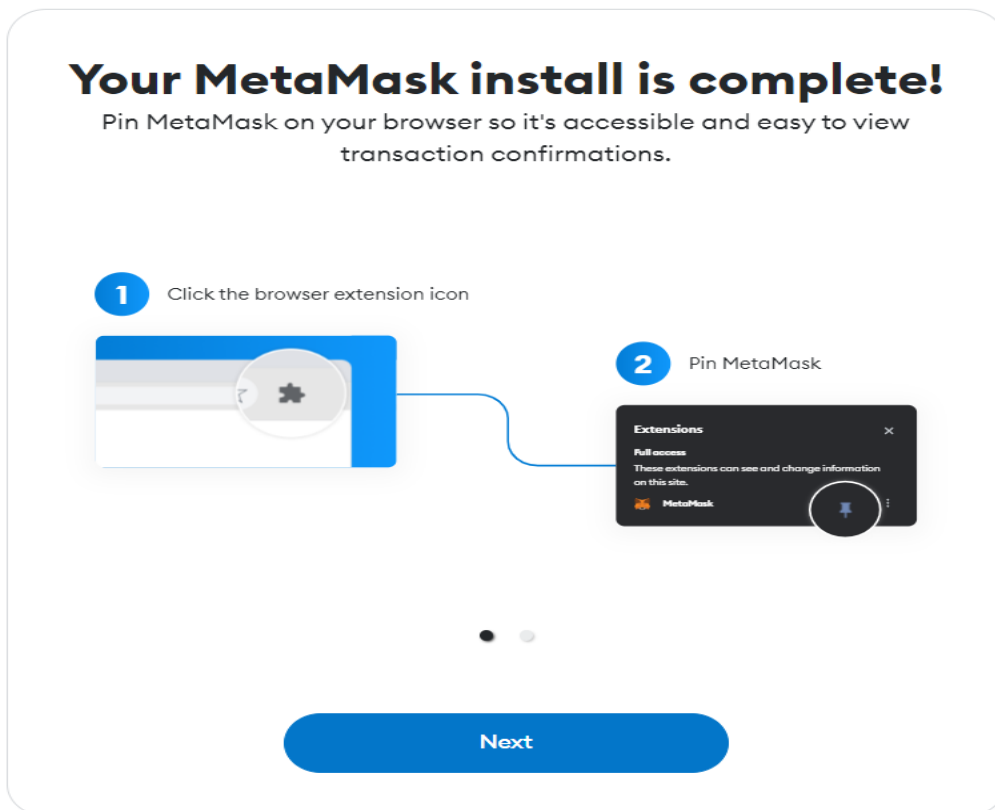 Your MetaMask install is complete!
Pin MetaMask on your browser so it's accessible and easy to view
transaction confirmations.
1
Click the browser extension icon
2
Pin MetaMask
Extensions
Full access
These extensions can see and change information
on this site.
MetaMask
Next